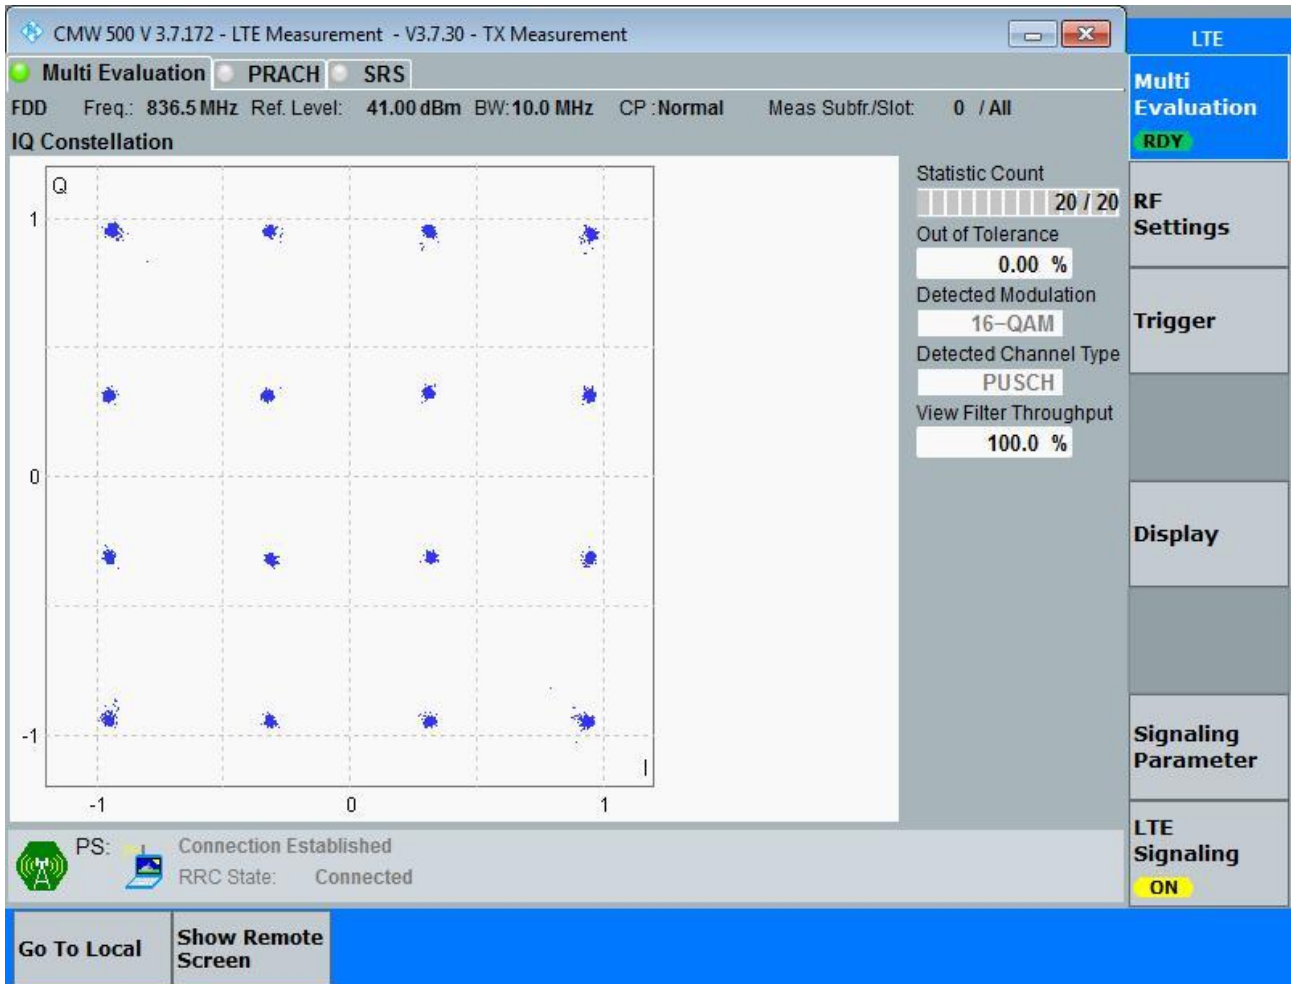 CMW 500 V 3.7.172 - LTE Measurement - V3.7.30 - TX Measurement
LTE
Multi Evaluation PRACH SRS
FDD Freq.: 836.5 MHz Ref. Level: 41.00 dBm BW: 10.0 MHz CP : Normal Meas Subfr./Slot: 0 / All
IQ Constellation
Multi
Evaluation
RDY
Q
1
0
-1
-1 0 1
I
Statistic Count
20 / 20
Out of Tolerance
0.00 %
Detected Modulation
16-QAM
Detected Channel Type
PUSCH
View Filter Throughput
100.0 %
RF
Settings
Trigger
Display
Signaling
Parameter
LTE
Signaling
ON
PS: Connection Established
RRC State: Connected
Go To Local
Show Remote
Screen